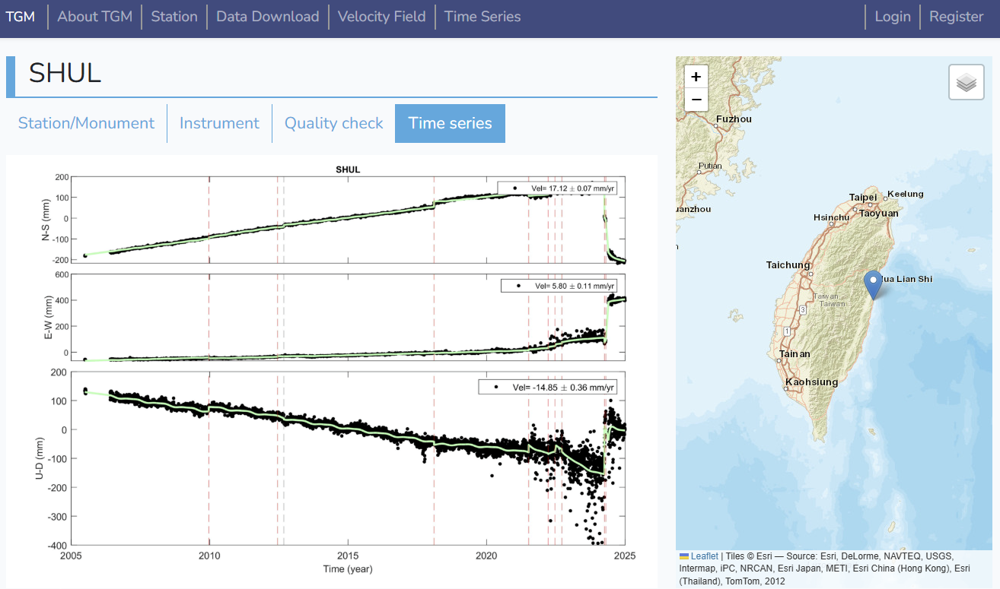 TGM About TGM Station Data Download Velocity Field Time Series Login Register
SHUL
Station/Monument Instrument Quality check Time series
SHUL
200
100
0
-100
-200
N-S (mm)
Vel= 17.12 ± 0.07 mm/yr
600
400
200
0
E-W (mm)
Vel= 5.80 ± 0.11 mm/yr
200
100
0
-100
-200
-300
-400
U-D (mm)
Vel= -14.85 ± 0.36 mm/yr
2005 2010 2015 2020 2025
Time (year)
+
−
Fuzhou
Putian
uanzhou
Taipei Keelung
Taoyuan
Hsinchu
Taichung
Hua Lian Shi
Taiwan
Taiwan
3
1
Tainan
Kaohsiung
Leaflet | Tiles © Esri — Source: Esri, DeLorme, NAVTEQ, USGS,
Intermap, iPC, NRCAN, Esri Japan, METI, Esri China (Hong Kong), Esri
(Thailand), TomTom, 2012